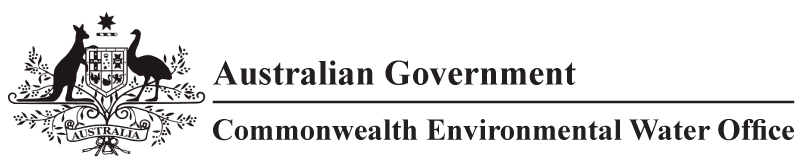 Australian Government
Commonwealth Environmental Water Office
AUSTRALIA